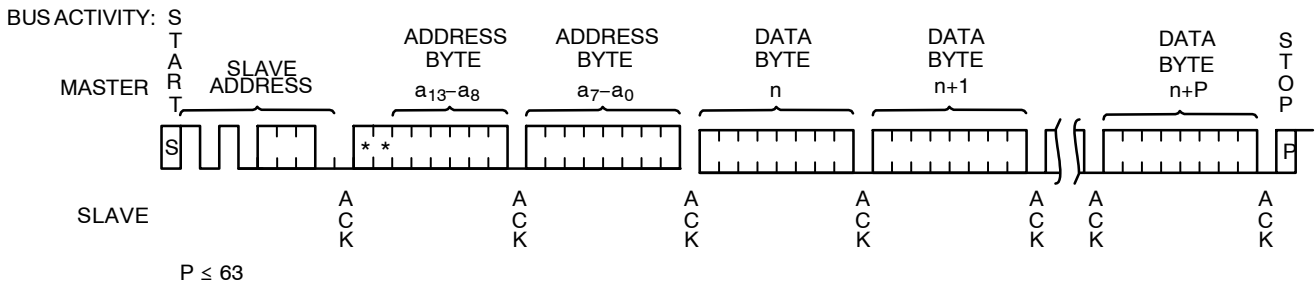 BUS ACTIVITY:
START
MASTER
SLAVE
ADDRESS
ADDRESS
BYTE
a13–a8
ADDRESS
BYTE
a7–a0
DATA
BYTE
n
DATA
BYTE
n+1
DATA
BYTE
n+P
STOP
S
* *
P
SLAVE
ACK
ACK
ACK
ACK
ACK
ACK
ACK
P ≤ 63